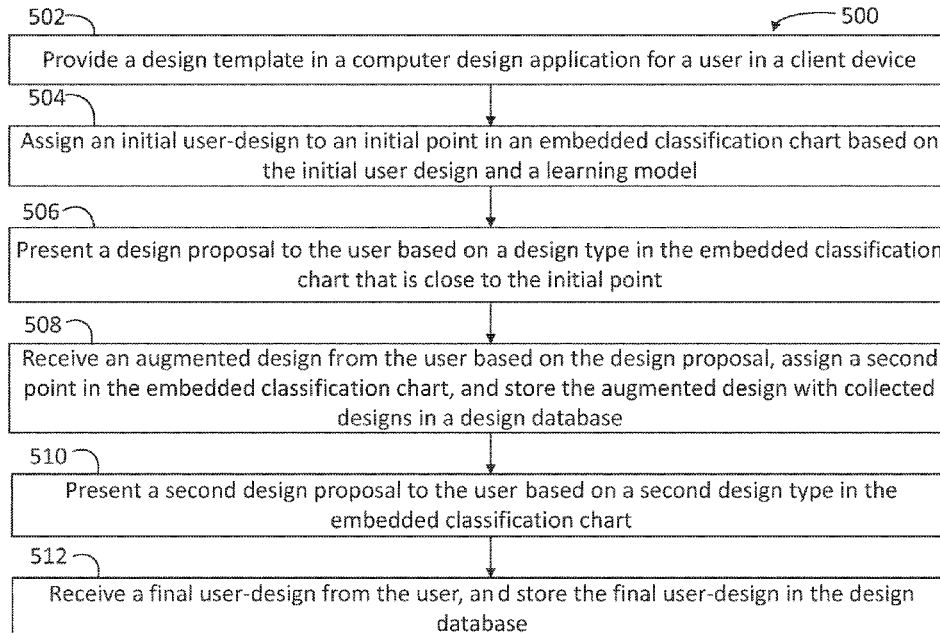 502
500
Provide a design template in a computer design application for a user in a client device
504
Assign an initial user-design to an initial point in an embedded classification chart based on
the initial user design and a learning model
506
Present a design proposal to the user based on a design type in the embedded classification
chart that is close to the initial point
508
Receive an augmented design from the user based on the design proposal, assign a second
point in the embedded classification chart, and store the augmented design with collected
designs in a design database
510
Present a second design proposal to the user based on a second design type in the
embedded classification chart
512
Receive a final user-design from the user, and store the final user-design in the design
database